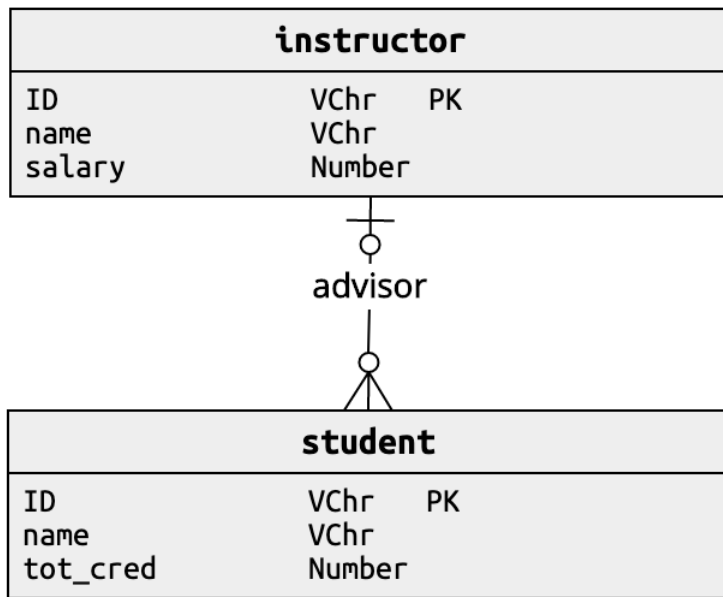 instructor
ID VChr PK
name VChr
salary Number
advisor
student
ID VChr PK
name VChr
tot_cred Number